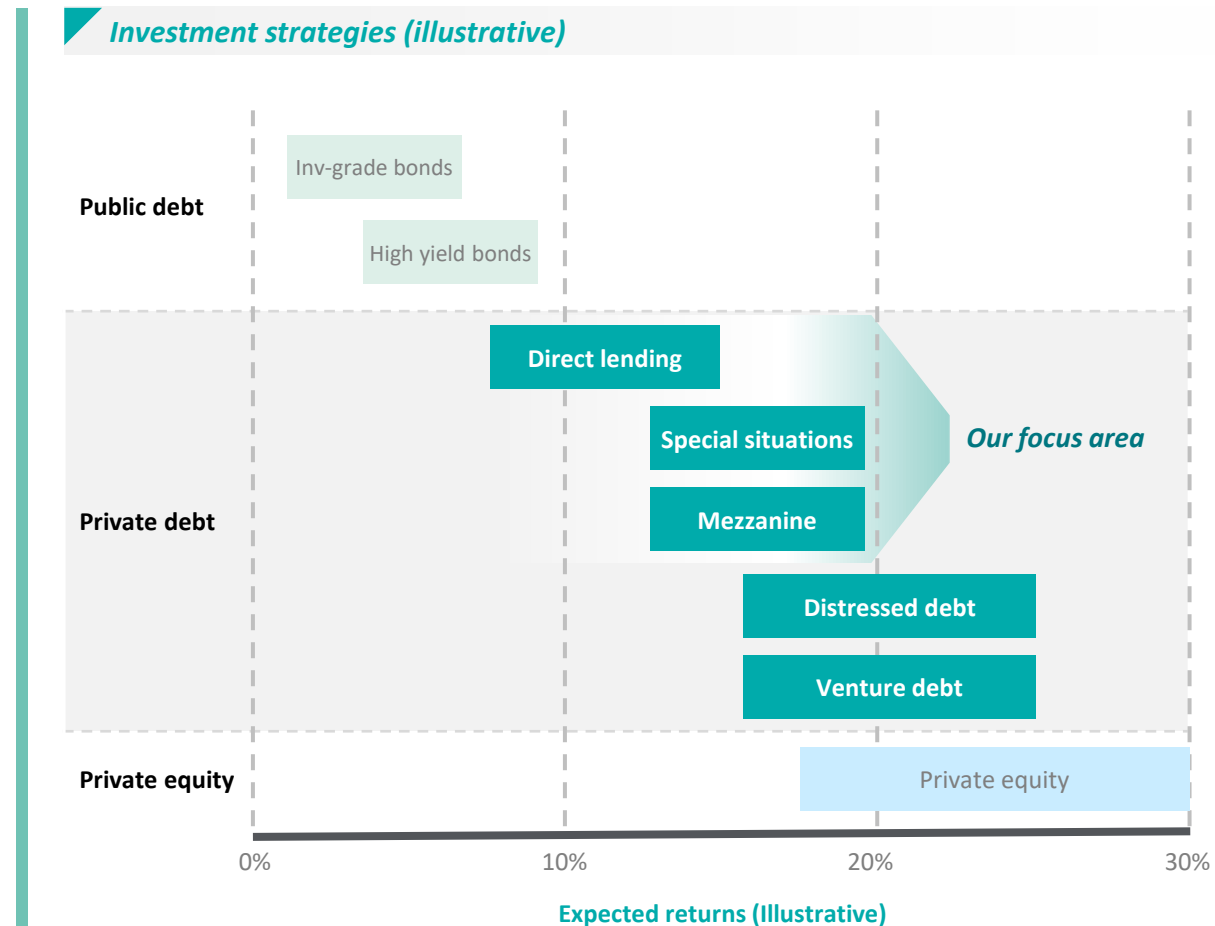 Investment strategies (illustrative)
Public debt
Inv-grade bonds
High yield bonds
Private debt
Direct lending
Special situations
Mezzanine
Our focus area
Distressed debt
Venture debt
Private equity
Private equity
0%
10%
20%
30%
Expected returns (Illustrative)